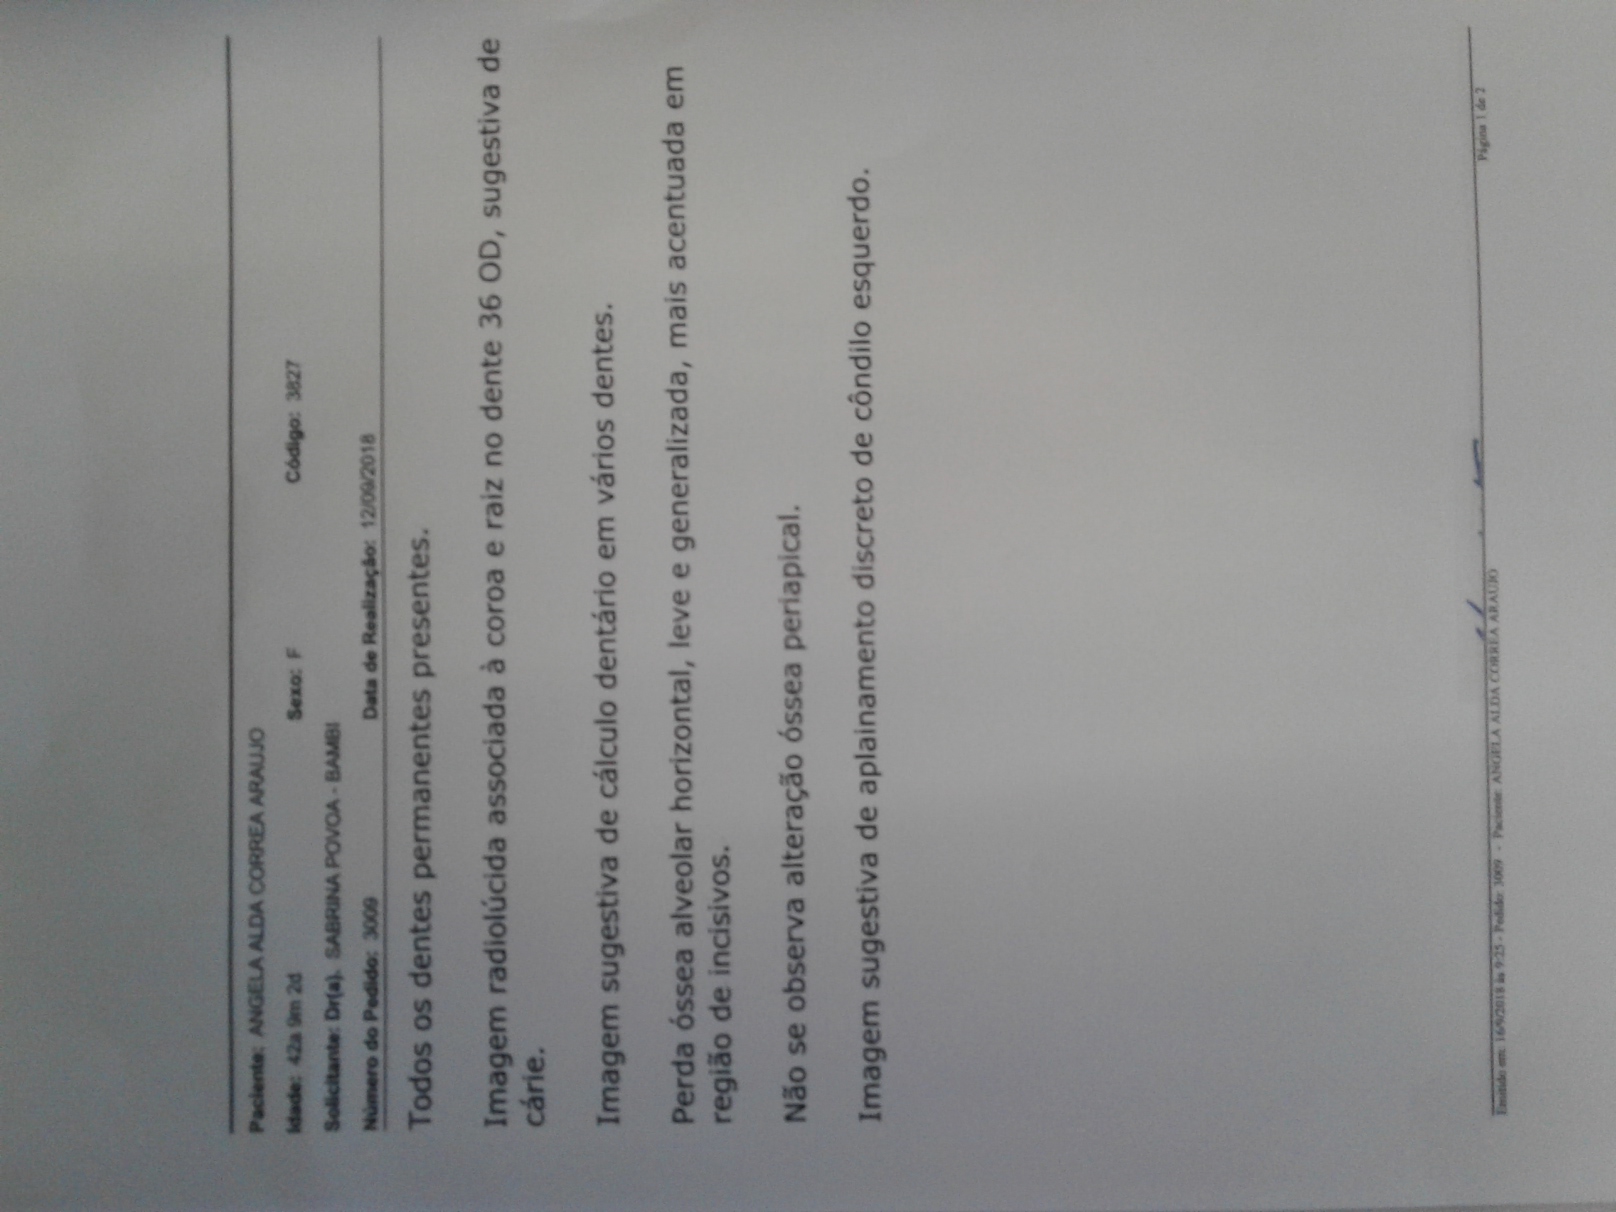 Paciente: ANGELA ALDA CORREA ARAUJO
Idade: 42a 9m 2d Sexo: F Código: 3827
Solicitante: Dr(a). SABRINA POVOA - BAMBI
Número do Pedido: 3009 Data de Realização: 12/09/2018
Todos os dentes permanentes presentes.
Imagem radiolúcida associada à coroa e raiz no dente 36 OD, sugestiva de
cárie.
Imagem sugestiva de cálculo dentário em vários dentes.
Perda óssea alveolar horizontal, leve e generalizada, mais acentuada em
região de incisivos.
Não se observa alteração óssea periapical.
Imagem sugestiva de aplainamento discreto de côndilo esquerdo.
Emitido em: 16/9/2018 às 9:25 - Pedido: 3009 - Paciente: ANGELA ALDA CORREA ARAUJO Página 1 de 2